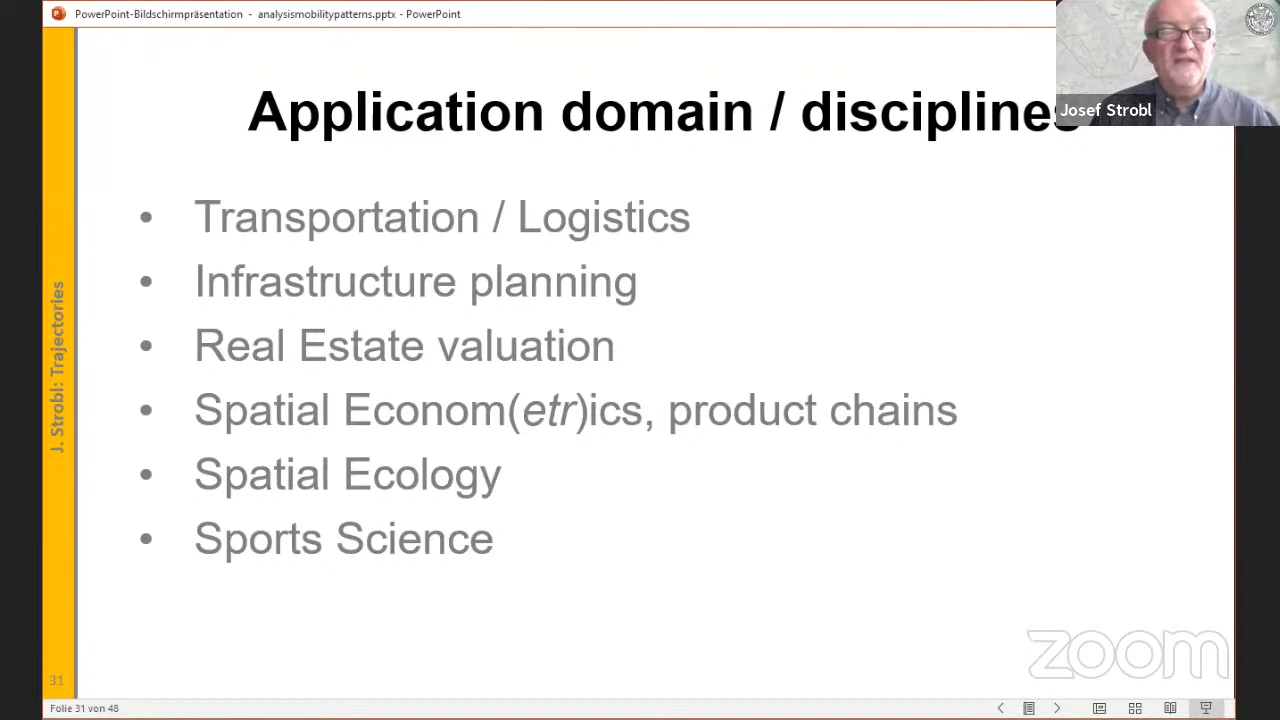 PowerPoint-Bildschirmpräsentation - analysismobilitypatterns.pptx - PowerPoint
Josef Strobl
Application domain / disciplines
• Transportation / Logistics
• Infrastructure planning
• Real Estate valuation
• Spatial Econom(etr)ics, product chains
• Spatial Ecology
• Sports Science
J. Strobl: Trajectories
31
zoom
Folie 31 von 48